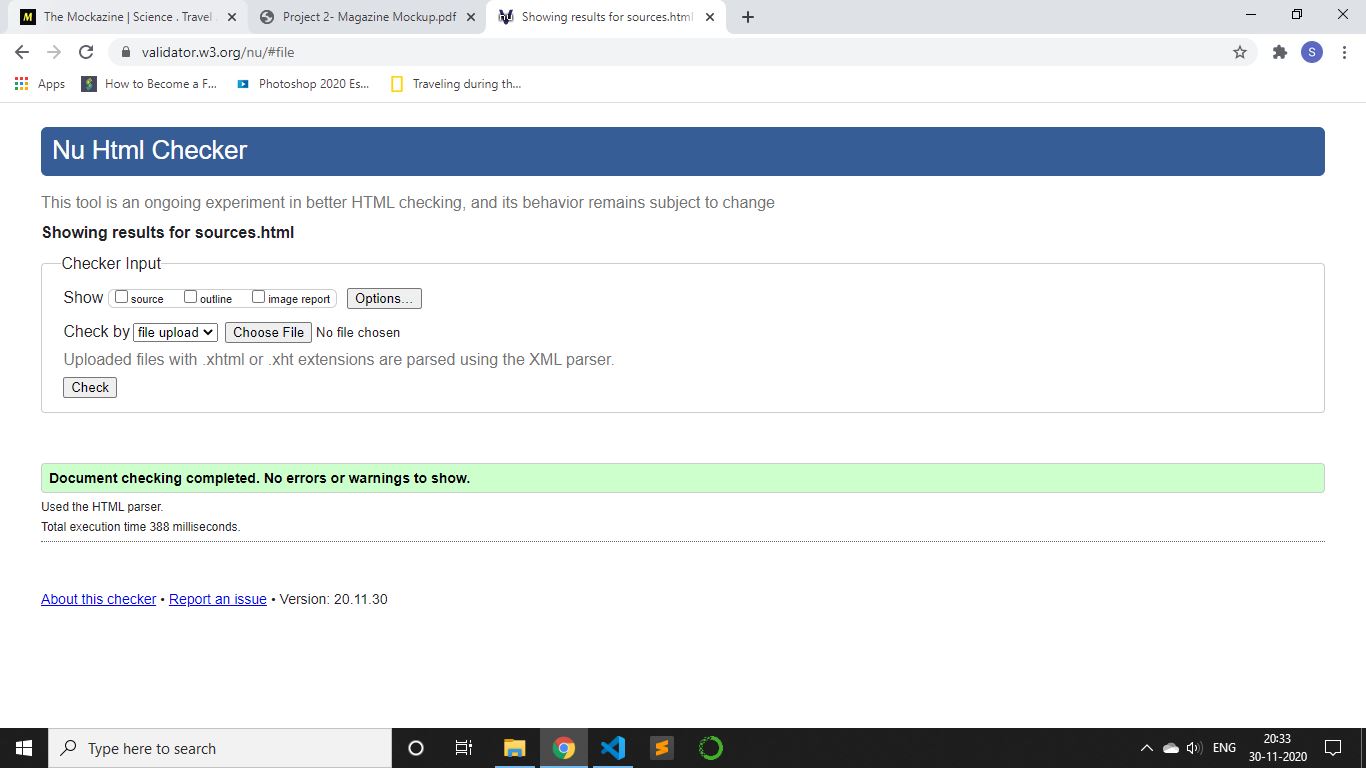 M The Mockazine | Science . Travel
Project 2- Magazine Mockup.pdf
Showing results for sources.html
validator.w3.org/nu/#file
S
Apps
How to Become a F...
Photoshop 2020 Es...
Traveling during th...
Nu Html Checker
This tool is an ongoing experiment in better HTML checking, and its behavior remains subject to change
Showing results for sources.html
Checker Input
Show source outline image report Options...
Check by file upload Choose File No file chosen
Uploaded files with .xhtml or .xht extensions are parsed using the XML parser.
Check
Document checking completed. No errors or warnings to show.
Used the HTML parser.
Total execution time 388 milliseconds.
About this checker • Report an issue • Version: 20.11.30
Type here to search
ENG
20:33
30-11-2020